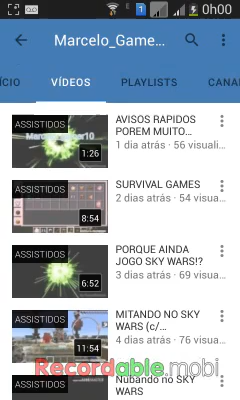 0h00
Marcelo_Game...
ÍCIO VÍDEOS PLAYLISTS CANA
ASSISTIDOS
1:26
AVISOS RAPIDOS
POREM MUITO...
1 dia atrás · 56 visuali...
ASSISTIDOS
8:54
SURVIVAL GAMES
2 dias atrás · 54 visua...
ASSISTIDOS
6:52
PORQUE AINDA
JOGO SKY WARS!?
3 dias atrás · 69 visua...
ASSISTIDOS
11:54
MITANDO NO SKY
WARS (c/...
4 dias atrás · 76 visua...
Recordable.mobi
ASSISTIDOS
Nubando no SKY
WARS